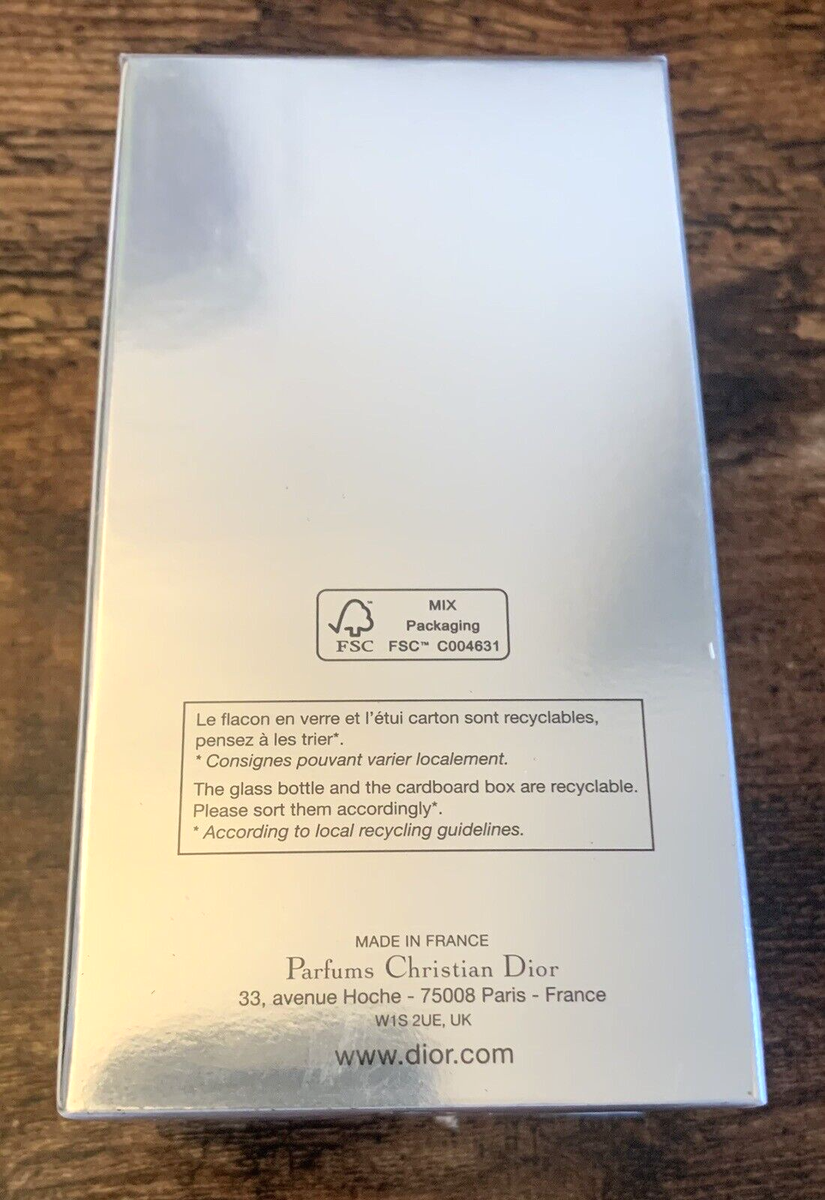 MIX
Packaging
FSC FSC™ C004631
Le flacon en verre et l'étui carton sont recyclables,
pensez à les trier*.
* Consignes pouvant varier localement.
The glass bottle and the cardboard box are recyclable.
Please sort them accordingly*.
* According to local recycling guidelines.
MADE IN FRANCE
Parfums Christian Dior
33, avenue Hoche - 75008 Paris - France
W1S 2UE, UK
www.dior.com